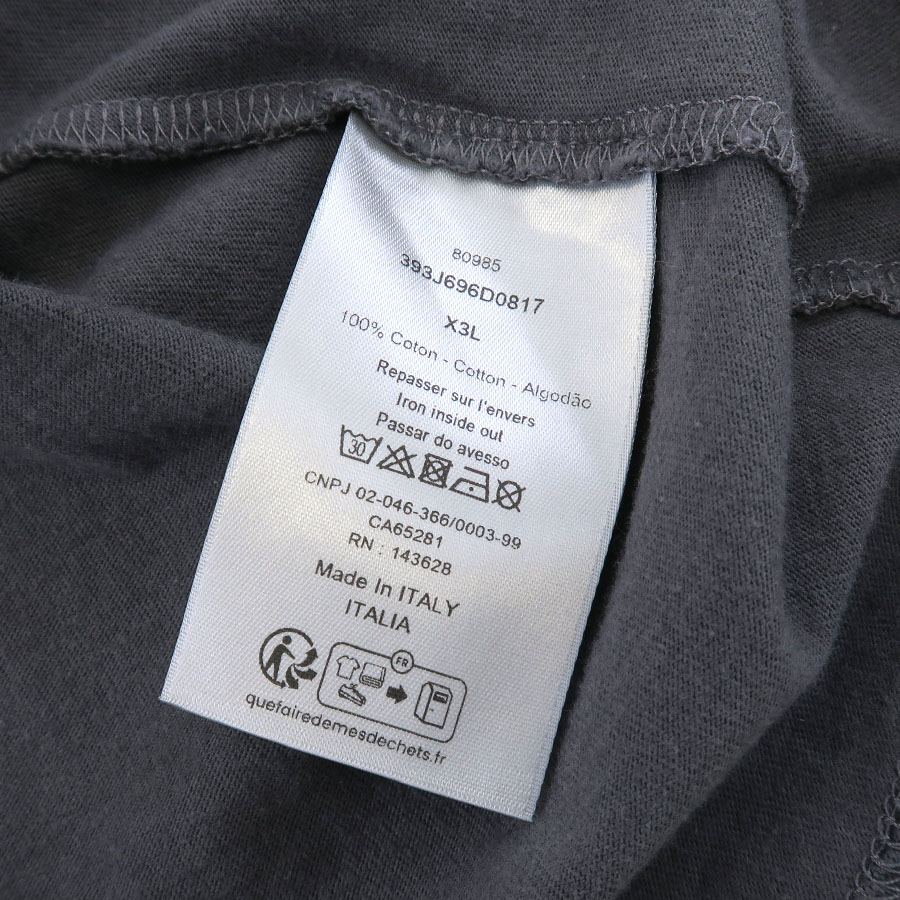 80985
393J696D0817
X3L
100% Coton - Cotton - Algodão
Repasser sur l'envers
Iron inside out
Passar do avesso
30
CNPJ 02-046-366/0003-99
CA65281
RN : 143628
Made In ITALY
ITALIA
FR
quefairedemesdechets.fr